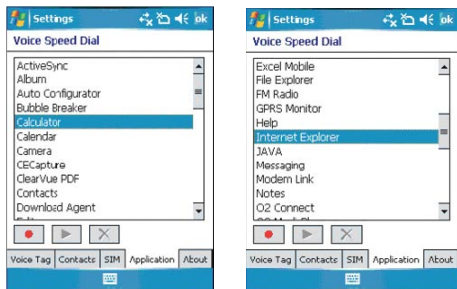 Settings
ok
Voice Speed Dial
ActiveSync
Album
Auto Configurator
Bubble Breaker
Calculator
Calendar
Camera
CECapture
ClearVue PDF
Contacts
Download Agent
Voice Tag Contacts SIM Application About
Settings
ok
Voice Speed Dial
Excel Mobile
File Explorer
FM Radio
GPRS Monitor
Help
Internet Explorer
JAVA
Messaging
Modem Link
Notes
O2 Connect
Voice Tag Contacts SIM Application About